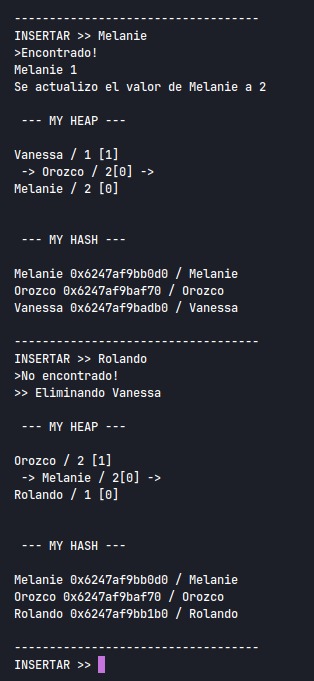 -----------------------------------
INSERTAR >> Melanie
>Encontrado!
Melanie 1
Se actualizo el valor de Melanie a 2
--- MY HEAP ---
Vanessa / 1 [1]
-> Orozco / 2[0] ->
Melanie / 2 [0]
--- MY HASH ---
Melanie 0x6247af9bb0d0 / Melanie
Orozco 0x6247af9baf70 / Orozco
Vanessa 0x6247af9badb0 / Vanessa
-----------------------------------
INSERTAR >> Rolando
>No encontrado!
>> Eliminando Vanessa
--- MY HEAP ---
Orozco / 2 [1]
-> Melanie / 2[0] ->
Rolando / 1 [0]
--- MY HASH ---
Melanie 0x6247af9bb0d0 / Melanie
Orozco 0x6247af9baf70 / Orozco
Rolando 0x6247af9bb1b0 / Rolando
-----------------------------------
INSERTAR >>